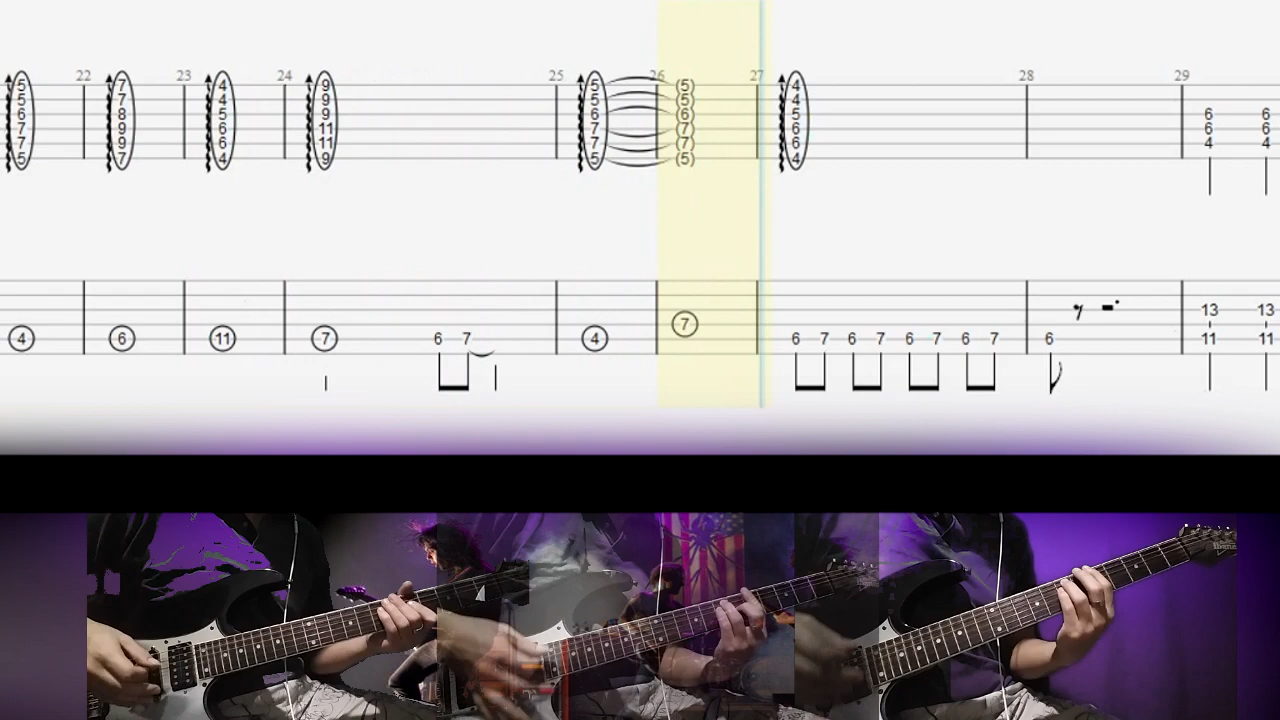 22 23 24 25 26 27 28 29
5 7 4 9 5 (5) 4
5 7 4 9 5 (5) 4
6 8 5 9 6 (6) 5 6 6
7 9 6 11 7 (7) 6 6 6
7 9 6 11 7 (7) 6 4 4
5 7 4 9 5 (5) 4
13 13
7
4 6 11 7 6 7 4 6 7 6 7 6 7 6 7 6 11 11